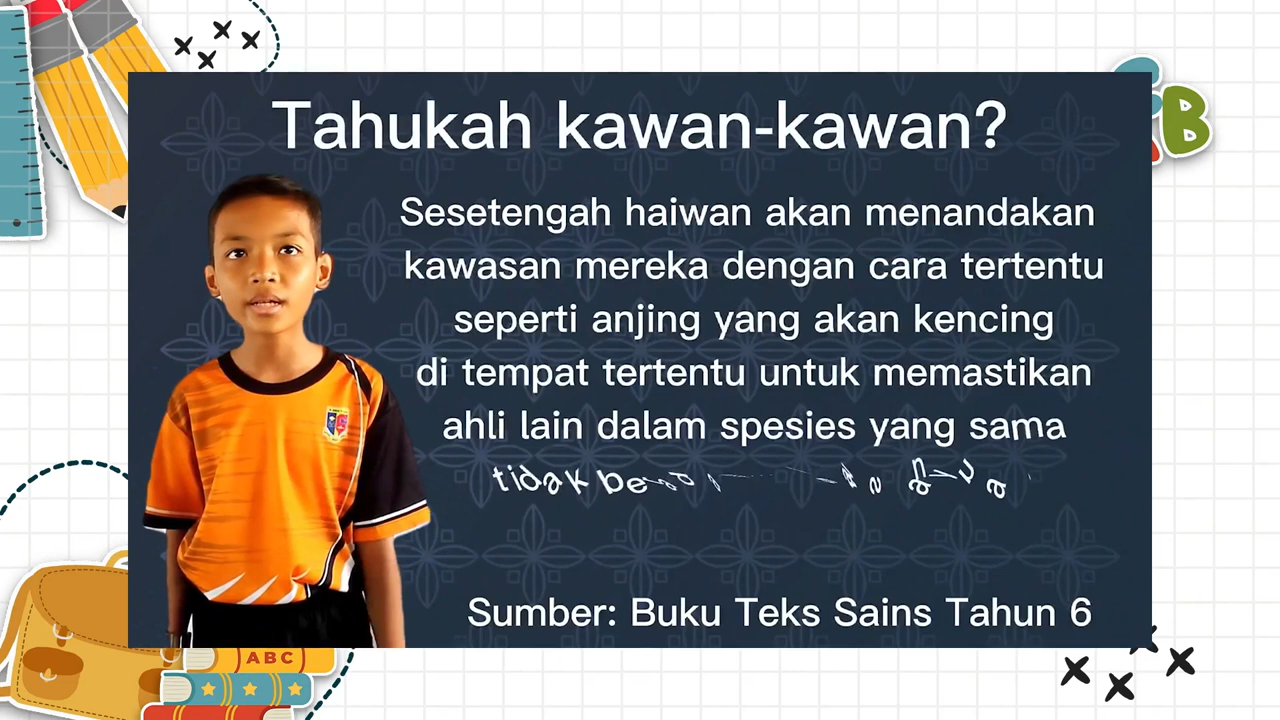 Tahukah kawan-kawan?
Sesetengah haiwan akan menandakan
kawasan mereka dengan cara tertentu
seperti anjing yang akan kencing
di tempat tertentu untuk memastikan
ahli lain dalam spesies yang sama
tidak
Sumber: Buku Teks Sains Tahun 6
B
ABC